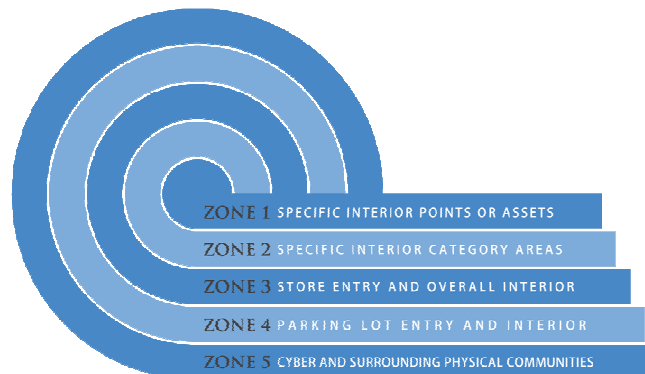 ZONE 1 SPECIFIC INTERIOR POINTS OR ASSETS
ZONE 2 SPECIFIC INTERIOR CATEGORY AREAS
ZONE 3 STORE ENTRY AND OVERALL INTERIOR
ZONE 4 PARKING LOT ENTRY AND INTERIOR
ZONE 5 CYBER AND SURROUNDING PHYSICAL COMMUNITIES